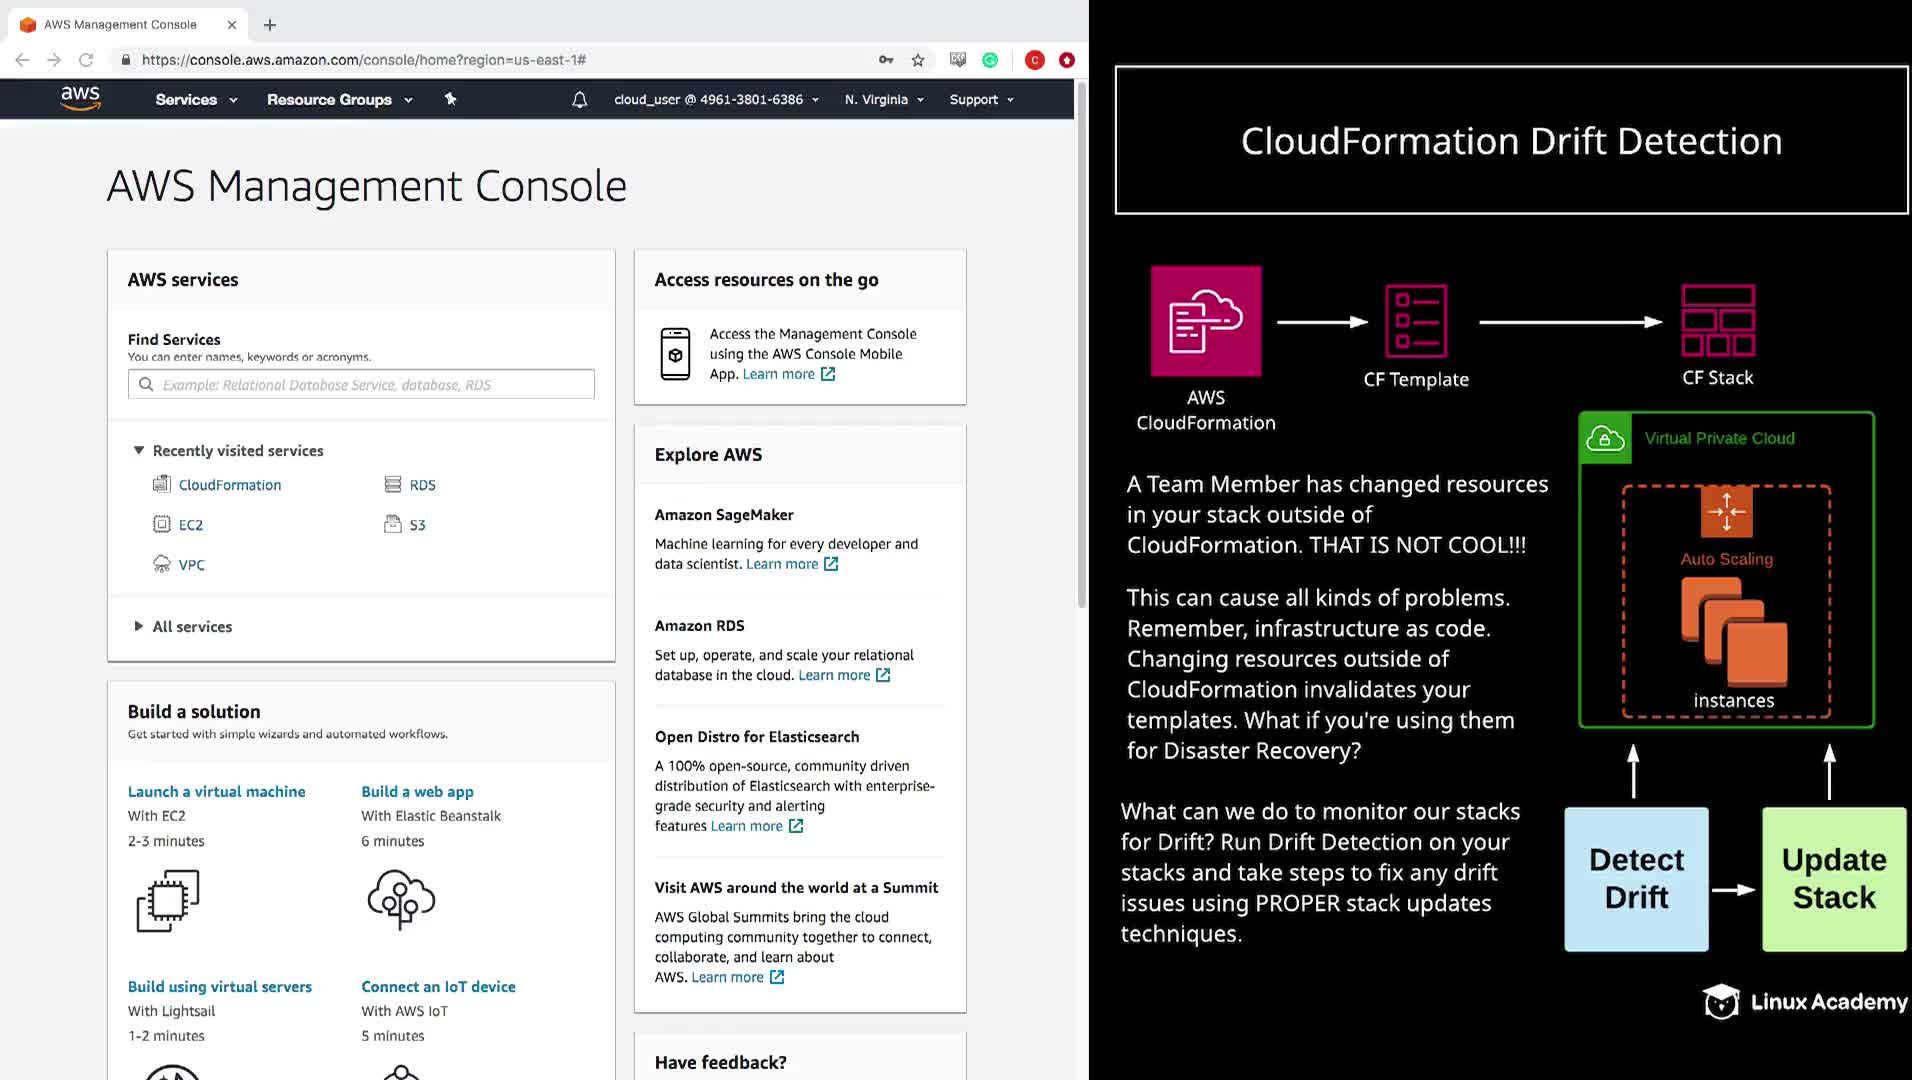 AWS Management Console
https://console.aws.amazon.com/console/home?region=us-east-1#
C
aws
Services
Resource Groups
cloud_user @ 4961-3801-6386
N. Virginia
Support
AWS Management Console
AWS services
Find Services
You can enter names, keywords or acronyms.
Example: Relational Database Service, database, RDS
Recently visited services
CloudFormation
RDS
EC2
S3
VPC
All services
Build a solution
Get started with simple wizards and automated workflows.
Launch a virtual machine
With EC2
2-3 minutes
Build a web app
With Elastic Beanstalk
6 minutes
Build using virtual servers
With Lightsail
1-2 minutes
Connect an IoT device
With AWS IoT
5 minutes
Access resources on the go
Access the Management Console
using the AWS Console Mobile
App. Learn more
Explore AWS
Amazon SageMaker
Machine learning for every developer and
data scientist. Learn more
Amazon RDS
Set up, operate, and scale your relational
database in the cloud. Learn more
Open Distro for Elasticsearch
A 100% open-source, community driven
distribution of Elasticsearch with enterprise-
grade security and alerting
features Learn more
Visit AWS around the world at a Summit
AWS Global Summits bring the cloud
computing community together to connect,
collaborate, and learn about
AWS. Learn more
Have feedback?
CloudFormation Drift Detection
AWS
CloudFormation
CF Template
CF Stack
Virtual Private Cloud
Auto Scaling
instances
A Team Member has changed resources
in your stack outside of
CloudFormation. THAT IS NOT COOL!!!
This can cause all kinds of problems.
Remember, infrastructure as code.
Changing resources outside of
CloudFormation invalidates your
templates. What if you're using them
for Disaster Recovery?
What can we do to monitor our stacks
for Drift? Run Drift Detection on your
stacks and take steps to fix any drift
issues using PROPER stack updates
techniques.
Detect
Drift
Update
Stack
Linux Academy